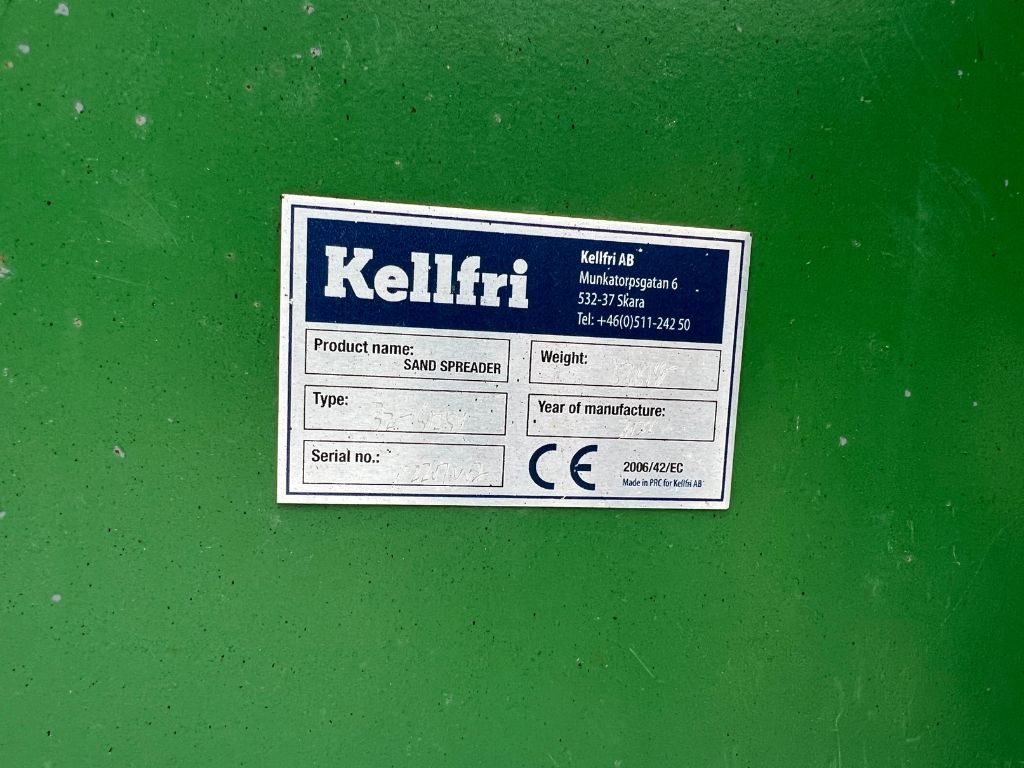 Kellfri
Kellfri AB
Munkatorpsgatan 6
532-37 Skara
Tel: +46(0)511-242 50
Product name:
SAND SPREADER
Weight:
Type:
Year of manufacture:
Serial no.:
CE
2006/42/EC
Made in PRC for Kellfri AB